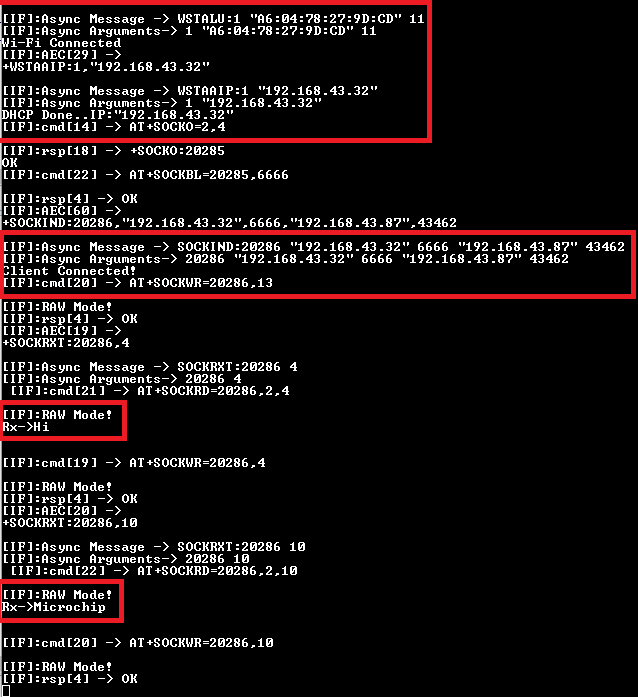 [IF]:Async Message -> WSTALU:1 "A6:04:78:27:9D:CD" 11
[IF]:Async Arguments-> 1 "A6:04:78:27:9D:CD" 11
Wi-Fi Connected
[IF]:AEC[29] ->
+WSTAAIP:1,"192.168.43.32"
[IF]:Async Message -> WSTAAIP:1 "192.168.43.32"
[IF]:Async Arguments-> 1 "192.168.43.32"
DHCP Done..IP:"192.168.43.32"
[IF]:cmd[14] -> AT+SOCKO=2,4
[IF]:rsp[18] -> +SOCKO:20285
OK
[IF]:cmd[22] -> AT+SOCKBL=20285,6666
[IF]:rsp[4] -> OK
[IF]:AEC[60] ->
+SOCKIND:20286,"192.168.43.32",6666,"192.168.43.87",43462
[IF]:Async Message -> SOCKIND:20286 "192.168.43.32" 6666 "192.168.43.87" 43462
[IF]:Async Arguments-> 20286 "192.168.43.32" 6666 "192.168.43.87" 43462
Client Connected!
[IF]:cmd[20] -> AT+SOCKWR=20286,13
[IF]:RAW Mode!
[IF]:rsp[4] -> OK
[IF]:AEC[19] ->
+SOCKRXT:20286,4
[IF]:Async Message -> SOCKRXT:20286 4
[IF]:Async Arguments-> 20286 4
[IF]:cmd[21] -> AT+SOCKRD=20286,2,4
[IF]:RAW Mode!
Rx->Hi
[IF]:cmd[19] -> AT+SOCKWR=20286,4
[IF]:RAW Mode!
[IF]:rsp[4] -> OK
[IF]:AEC[20] ->
+SOCKRXT:20286,10
[IF]:Async Message -> SOCKRXT:20286 10
[IF]:Async Arguments-> 20286 10
[IF]:cmd[22] -> AT+SOCKRD=20286,2,10
[IF]:RAW Mode!
Rx->Microchip
[IF]:cmd[20] -> AT+SOCKWR=20286,10
[IF]:RAW Mode!
[IF]:rsp[4] -> OK